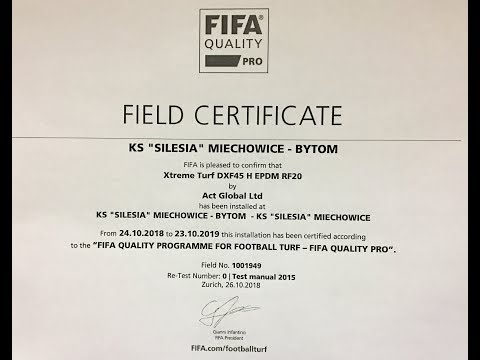 FIFA®
QUALITY
PRO
FIELD CERTIFICATE
KS "SILESIA" MIECHOWICE - BYTOM
FIFA is pleased to confirm that
Xtreme Turf DXF45 H EPDM RF20
by
Act Global Ltd
has been installed at
KS "SILESIA" MIECHOWICE - BYTOM - KS "SILESIA" MIECHOWICE
From 24.10.2018 to 23.10.2019 this installation has been certified according
to the “FIFA QUALITY PROGRAMME FOR FOOTBALL TURF – FIFA QUALITY PRO”.
Field No. 1001949
Re-Test Number: 0 | Test manual 2015
Zurich, 26.10.2018
Gianni Infantino
FIFA President
FIFA.com/footballturf